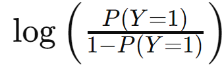 log ( P(Y=1) / 1−P(Y=1) )